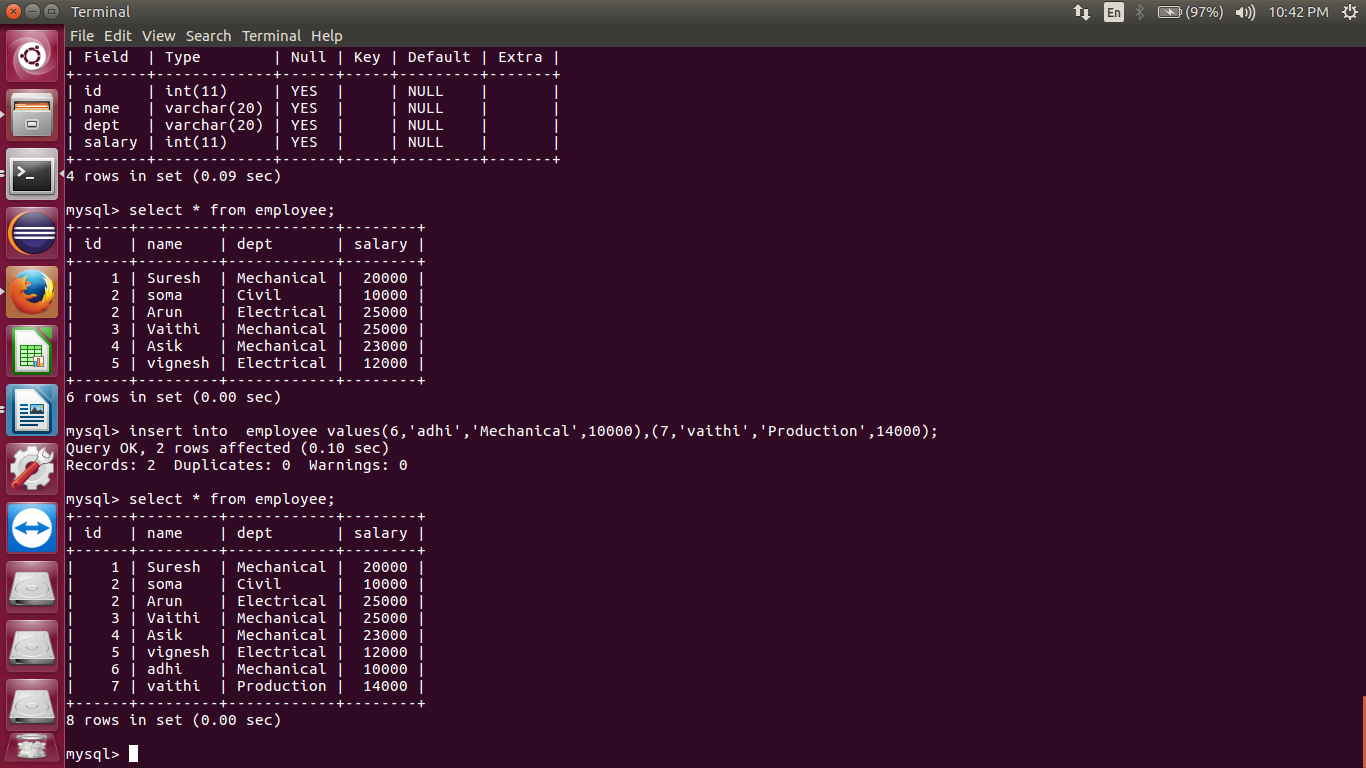 Terminal
En
(97%)
10:42 PM
File Edit View Search Terminal Help
| Field  | Type        | Null | Key | Default | Extra |
+--------+-------------+------+-----+---------+-------+
| id     | int(11)     | YES  |     | NULL    |       |
| name   | varchar(20) | YES  |     | NULL    |       |
| dept   | varchar(20) | YES  |     | NULL    |       |
| salary | int(11)     | YES  |     | NULL    |       |
+--------+-------------+------+-----+---------+-------+
4 rows in set (0.09 sec)

mysql> select * from employee;
+------+---------+------------+--------+
| id   | name    | dept       | salary |
+------+---------+------------+--------+
|    1 | Suresh  | Mechanical |  20000 |
|    2 | soma    | Civil      |  10000 |
|    2 | Arun    | Electrical |  25000 |
|    3 | Vaithi  | Mechanical |  25000 |
|    4 | Asik    | Mechanical |  23000 |
|    5 | vignesh | Electrical |  12000 |
+------+---------+------------+--------+
6 rows in set (0.00 sec)

mysql> insert into  employee values(6,'adhi','Mechanical',10000),(7,'vaithi','Production',14000);
Query OK, 2 rows affected (0.10 sec)
Records: 2  Duplicates: 0  Warnings: 0

mysql> select * from employee;
+------+---------+------------+--------+
| id   | name    | dept       | salary |
+------+---------+------------+--------+
|    1 | Suresh  | Mechanical |  20000 |
|    2 | soma    | Civil      |  10000 |
|    2 | Arun    | Electrical |  25000 |
|    3 | Vaithi  | Mechanical |  25000 |
|    4 | Asik    | Mechanical |  23000 |
|    5 | vignesh | Electrical |  12000 |
|    6 | adhi    | Mechanical |  10000 |
|    7 | vaithi  | Production |  14000 |
+------+---------+------------+--------+
8 rows in set (0.00 sec)

mysql>